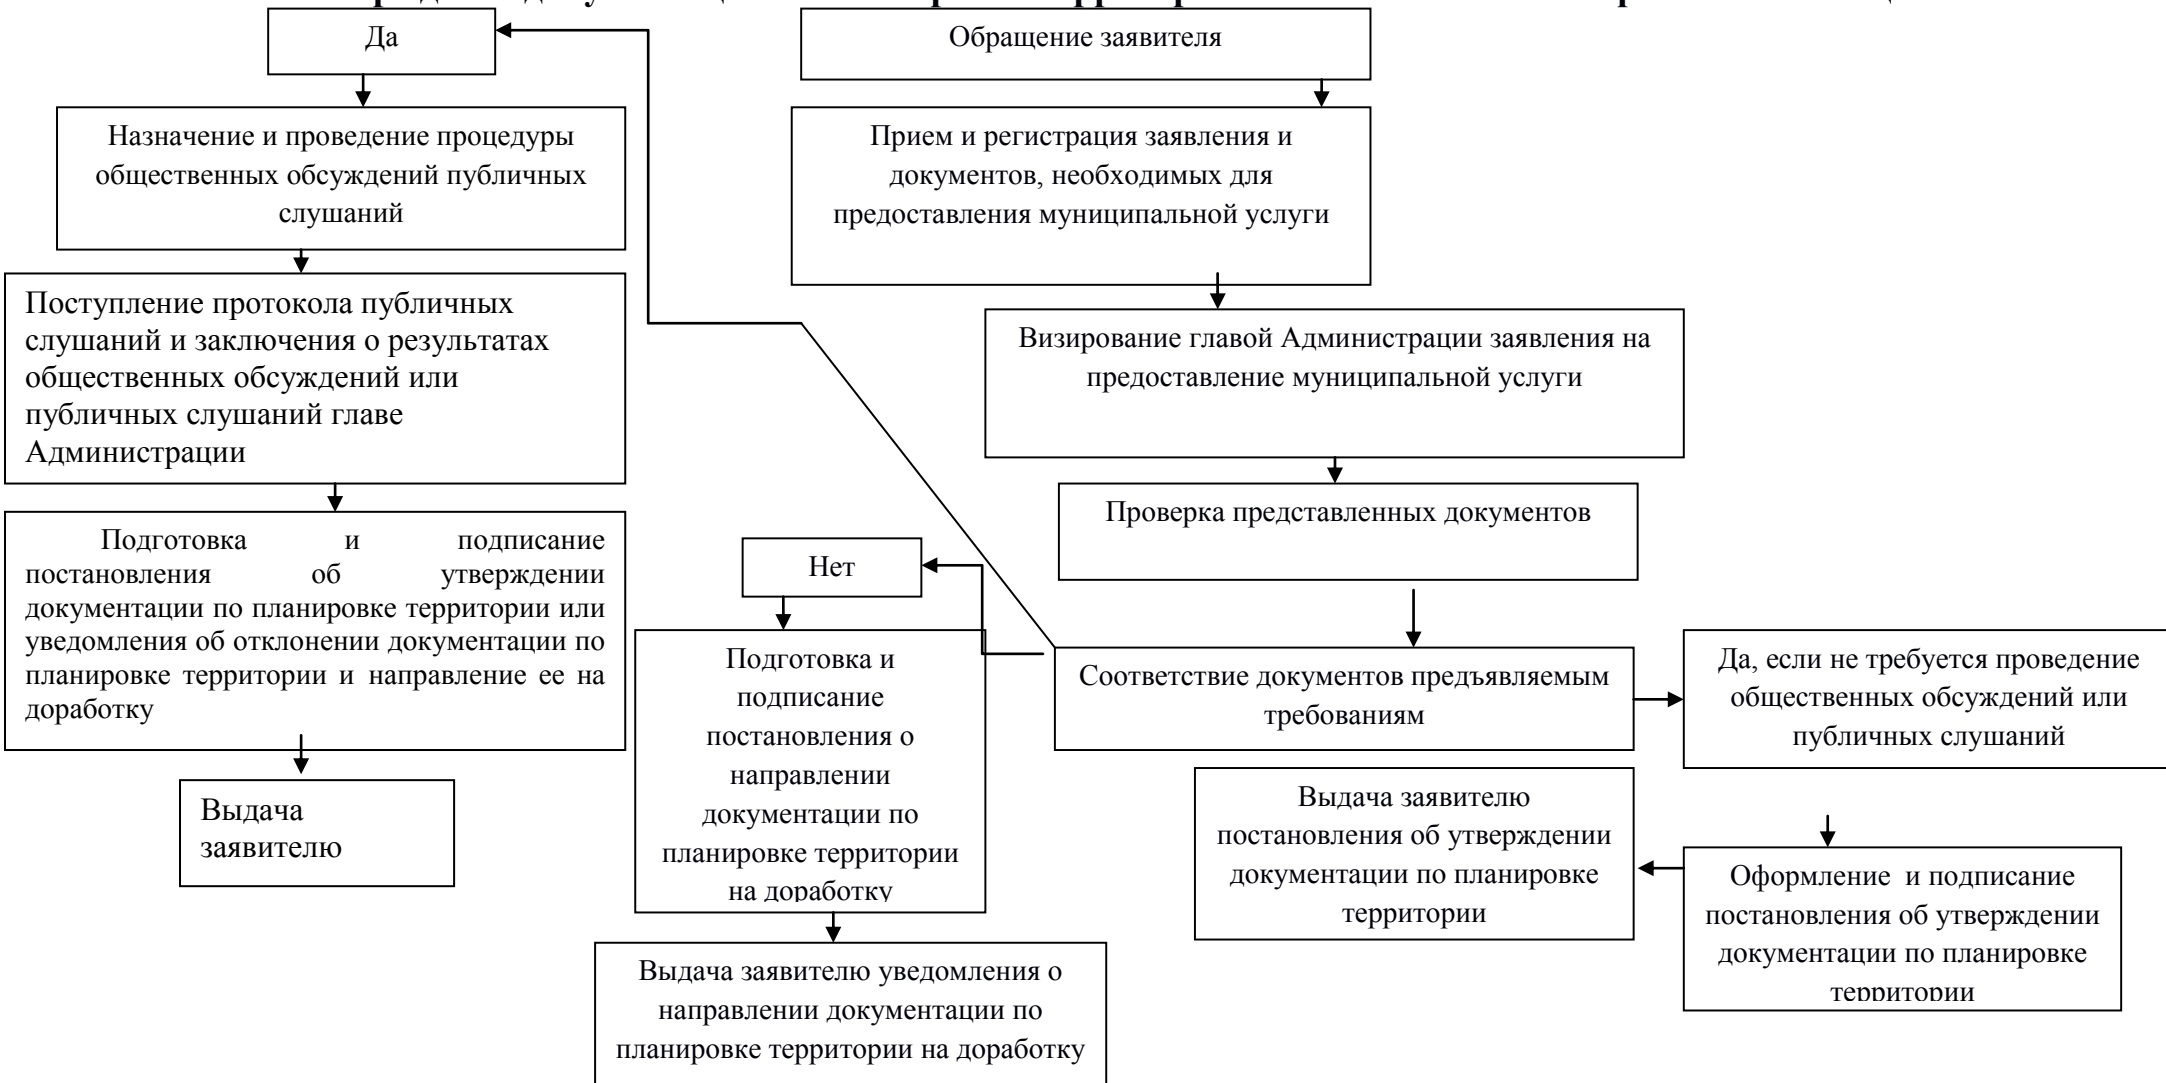 Да
Обращение заявителя
Назначение и проведение процедуры
общественных обсуждений публичных
слушаний
Прием и регистрация заявления и
документов, необходимых для
предоставления муниципальной услуги
Поступление протокола публичных
слушаний и заключения о результатах
общественных обсуждений или
публичных слушаний главе
Администрации
Визирование главой Администрации заявления на
предоставление муниципальной услуги
Проверка представленных документов
Подготовка и подписание
постановления об утверждении
документации по планировке территории или
уведомления об отклонении документации по
планировке территории и направление ее на
доработку
Нет
Подготовка и
подписание
постановления о
направлении
документации по
планировке территории
на доработку
Соответствие документов предъявляемым
требованиям
Да, если не требуется проведение
общественных обсуждений или
публичных слушаний
Выдача
заявителю
Выдача заявителю
постановления об утверждении
документации по планировке
территории
Оформление и подписание
постановления об утверждении
документации по планировке
территории
Выдача заявителю уведомления о
направлении документации по
планировке территории на доработку